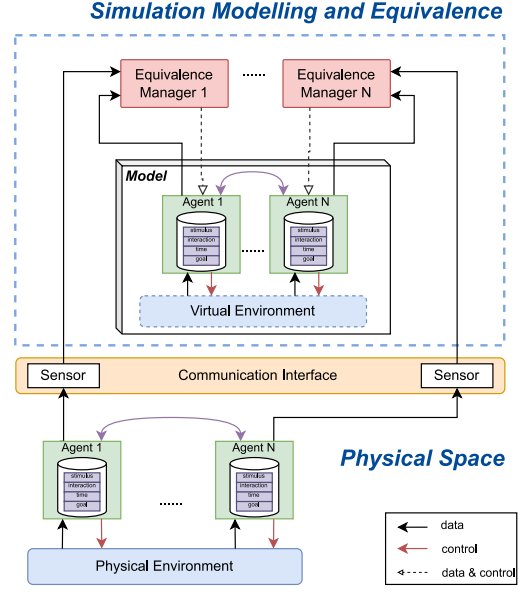 Simulation Modelling and Equivalence
Equivalence
Manager 1
......
Equivalence
Manager N
Model
Agent 1
stimulus
interaction
time
goal
......
Agent N
stimulus
interaction
time
goal
Virtual Environment
Sensor
Communication Interface
Sensor
Agent 1
stimulus
interaction
time
goal
......
Agent N
stimulus
interaction
time
goal
Physical Environment
Physical Space
data
control
data & control